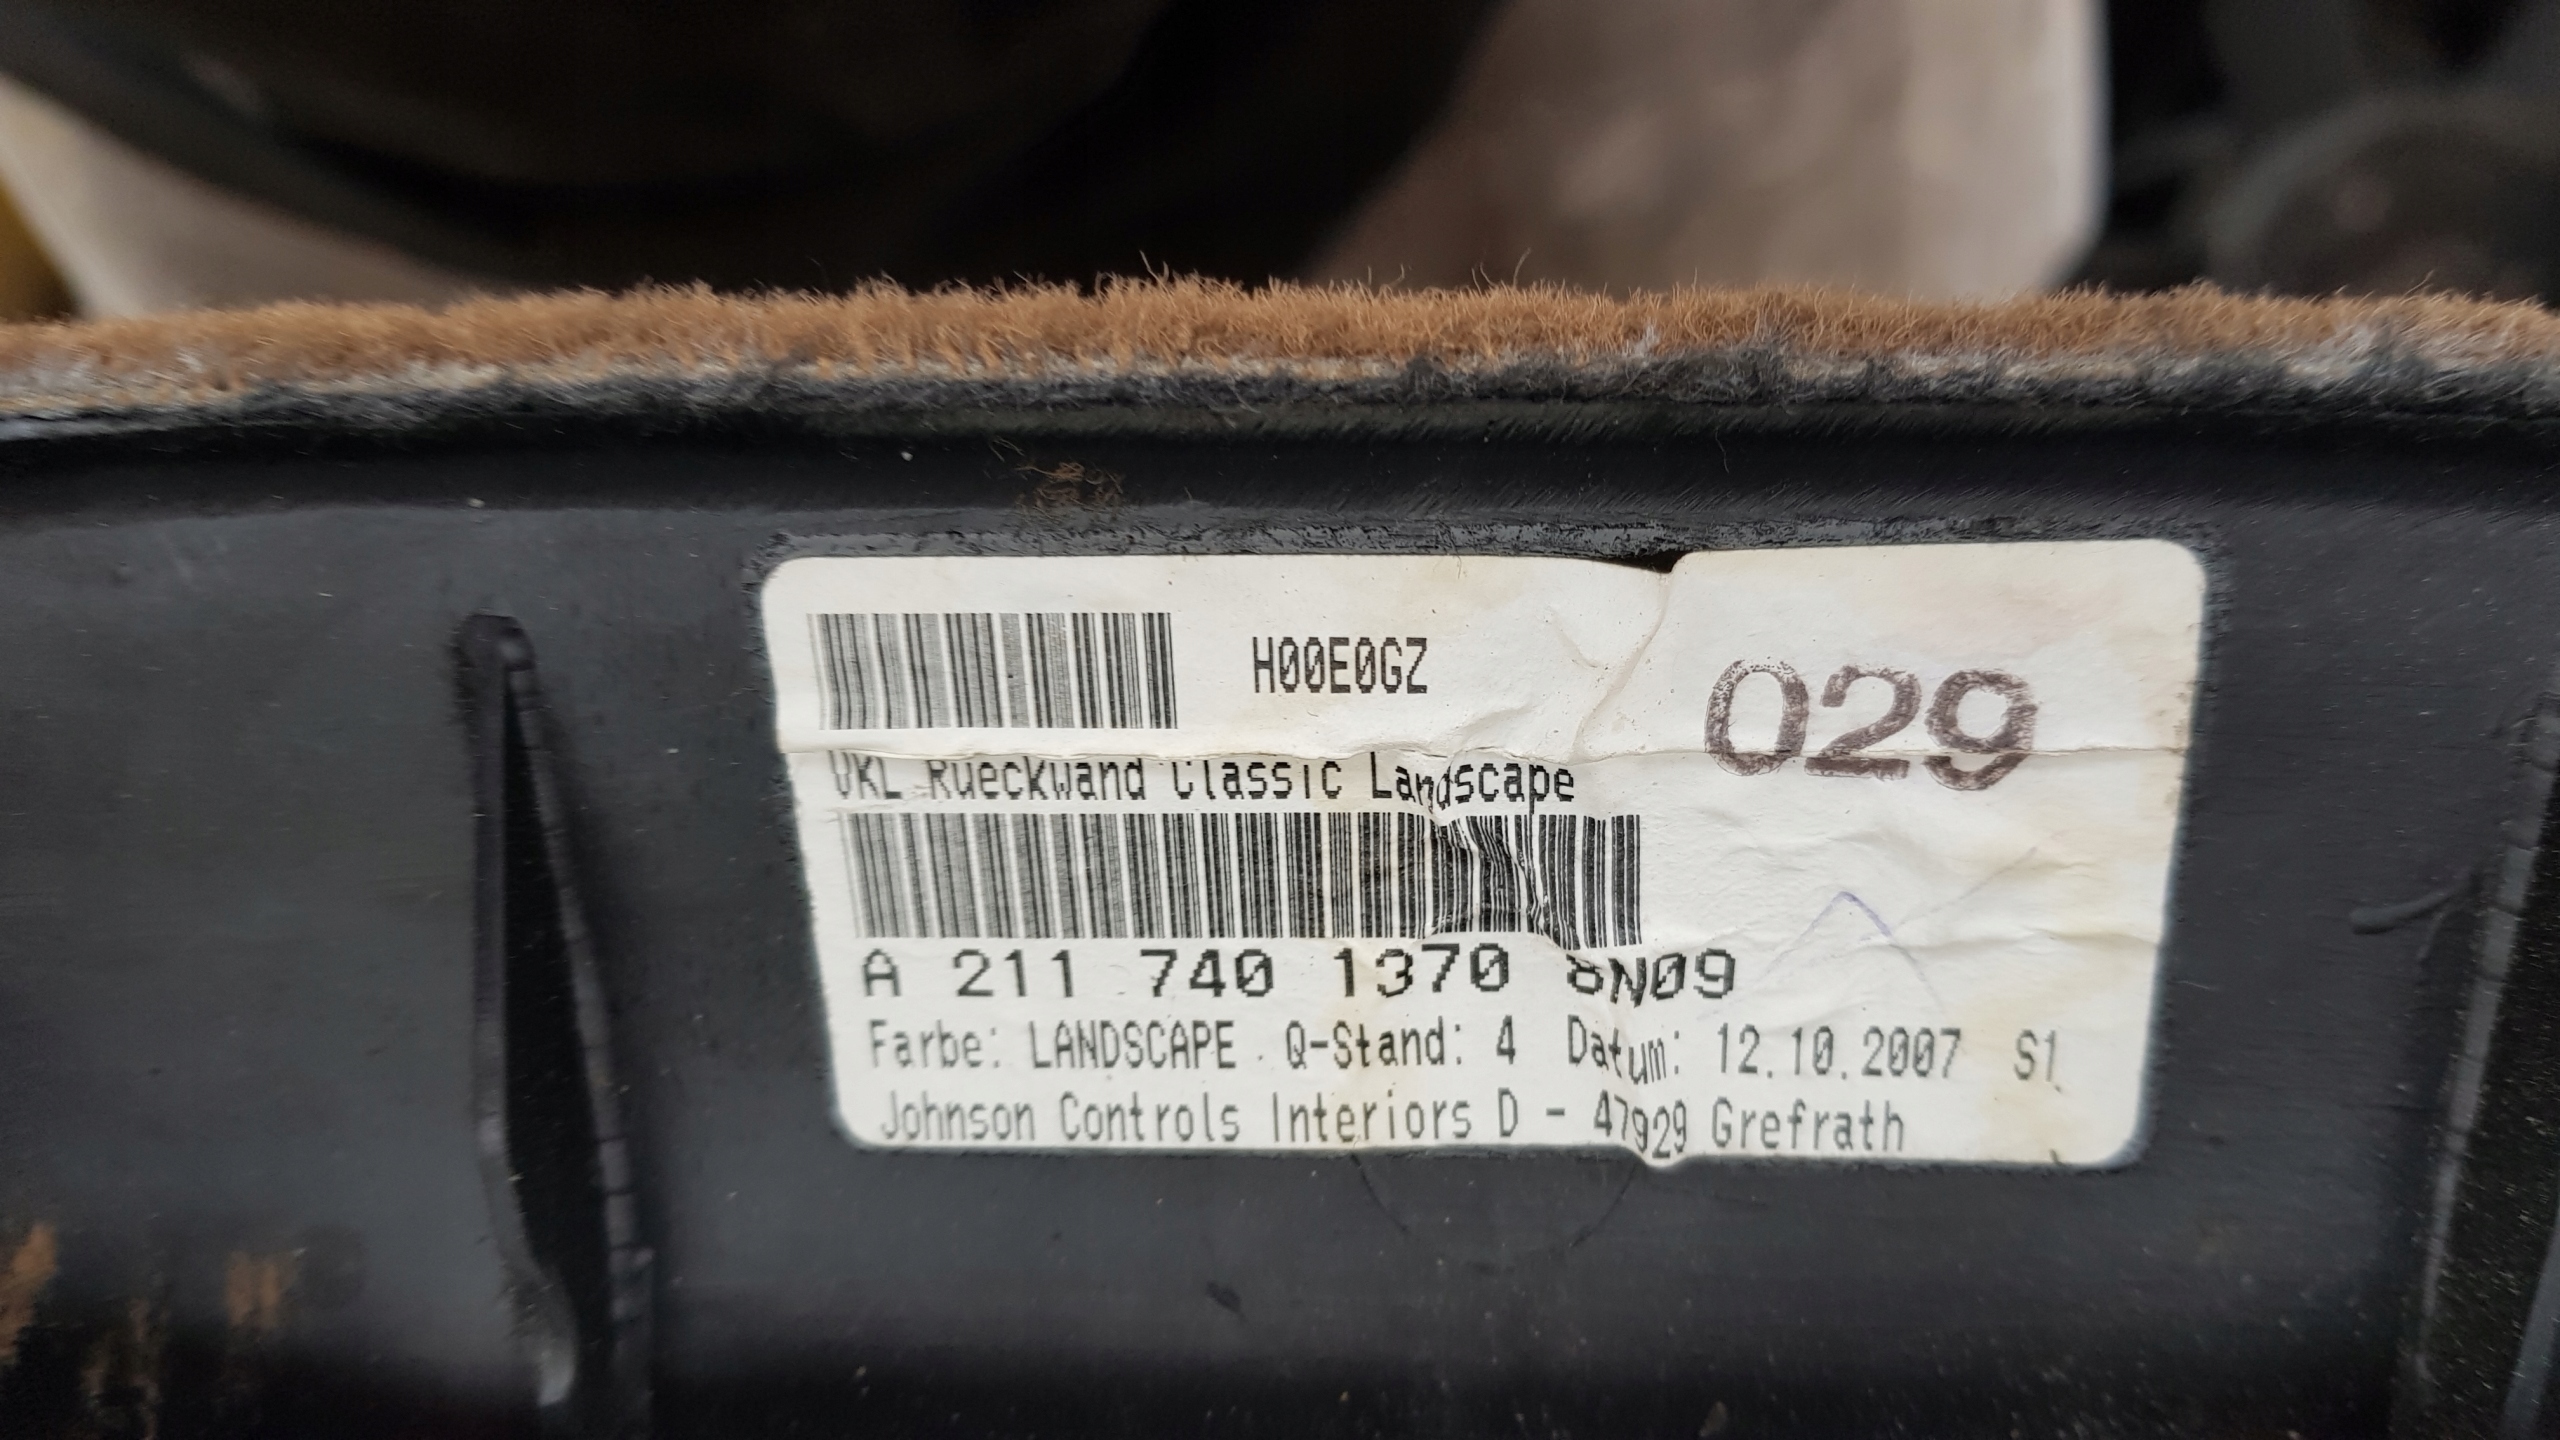 H00E0GZ
029
VKL Rueckwand Classic Landscape
A 211 740 1370 8N09
Farbe: LANDSCAPE Q-Stand: 4 Datum: 12.10.2007 S1
Johnson Controls Interiors D - 47929 Grefrath